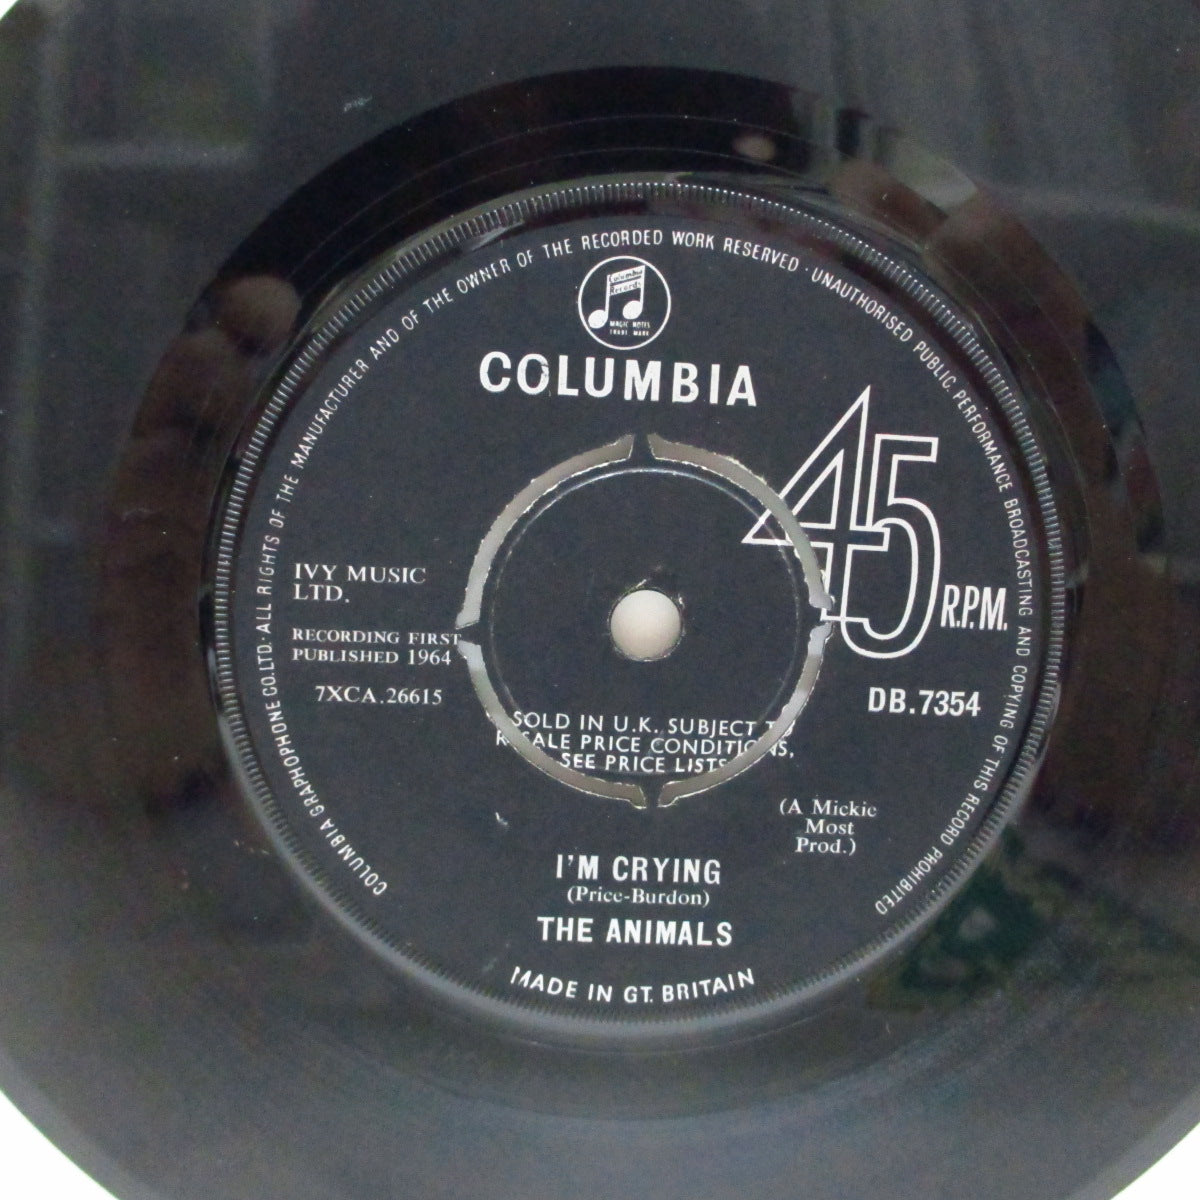 COLUMBIA GRAPHOPHONE CO.LTD. ALL RIGHTS OF THE MANUFACTURER AND OF THE OWNER OF THE RECORDED WORK RESERVED · UNAUTHORISED PUBLIC PERFORMANCE BROADCASTING AND COPYING OF THIS RECORD PROHIBITED
Columbia
Records
MAGIC NOTES
TRADE MARK
COLUMBIA
45
R.P.M.
IVY MUSIC
LTD.
RECORDING FIRST
PUBLISHED 1964
7XCA.26615
DB.7354
SOLD IN U.K. SUBJECT TO
RESALE PRICE CONDITIONS,
SEE PRICE LISTS
(A Mickie
Most
Prod.)
I'M CRYING
(Price-Burdon)
THE ANIMALS
MADE IN GT. BRITAIN